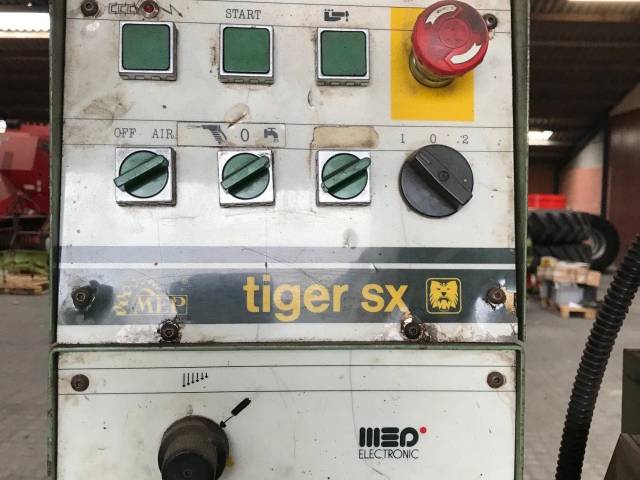 START
OFF AIR 0
1 0 2
MEP tiger sx
MEP
ELECTRONIC